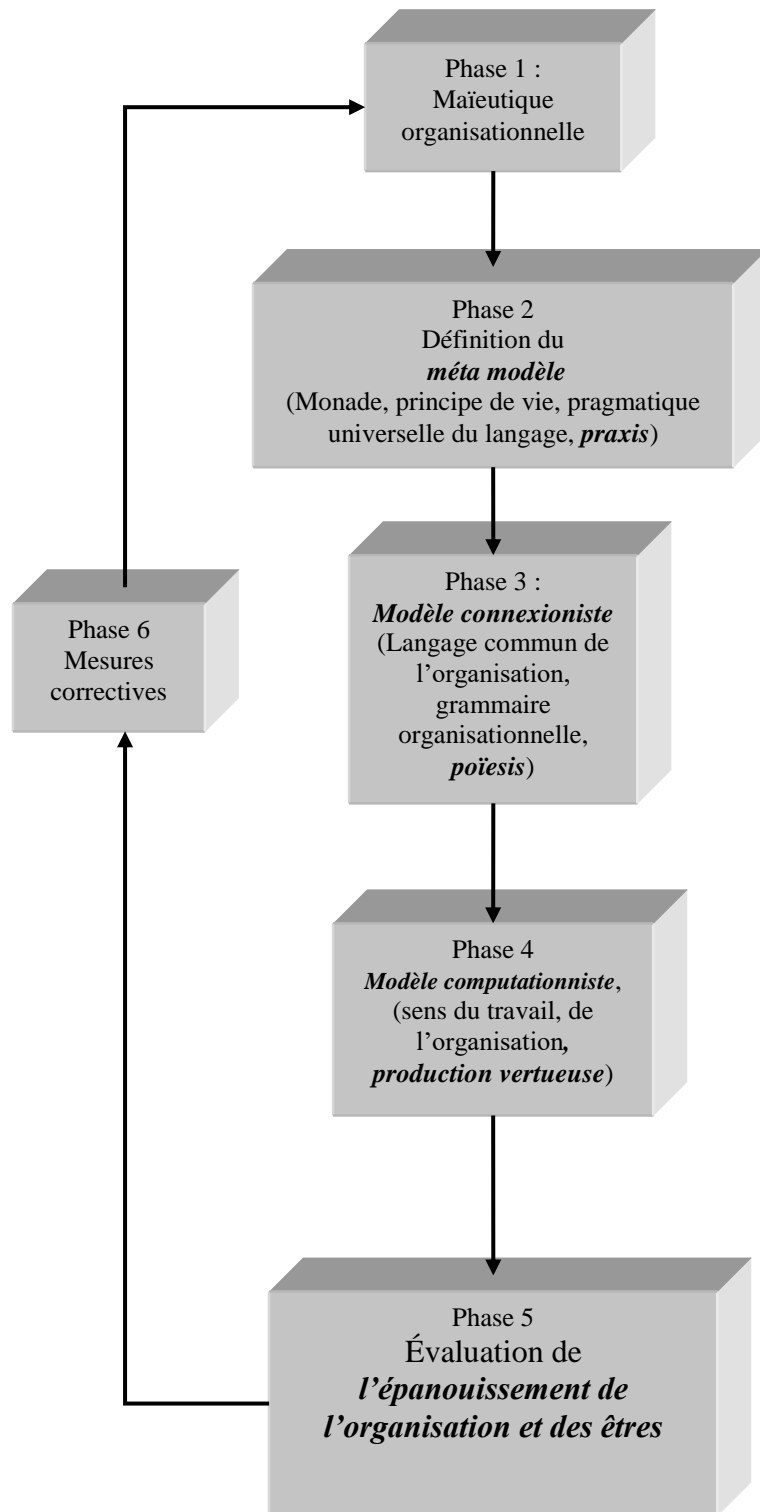 Phase 1 :
Maïeutique
organisationnelle
Phase 2
Définition du
méta modèle
(Monade, principe de vie, pragmatique
universelle du langage, praxis)
Phase 3 :
Modèle connexioniste
(Langage commun de
l’organisation,
grammaire
organisationnelle,
poïesis)
Phase 4
Modèle computationniste,
(sens du travail, de
l’organisation,
production vertueuse)
Phase 5
Évaluation de
l’épanouissement de
l’organisation et des êtres
Phase 6
Mesures
correctives